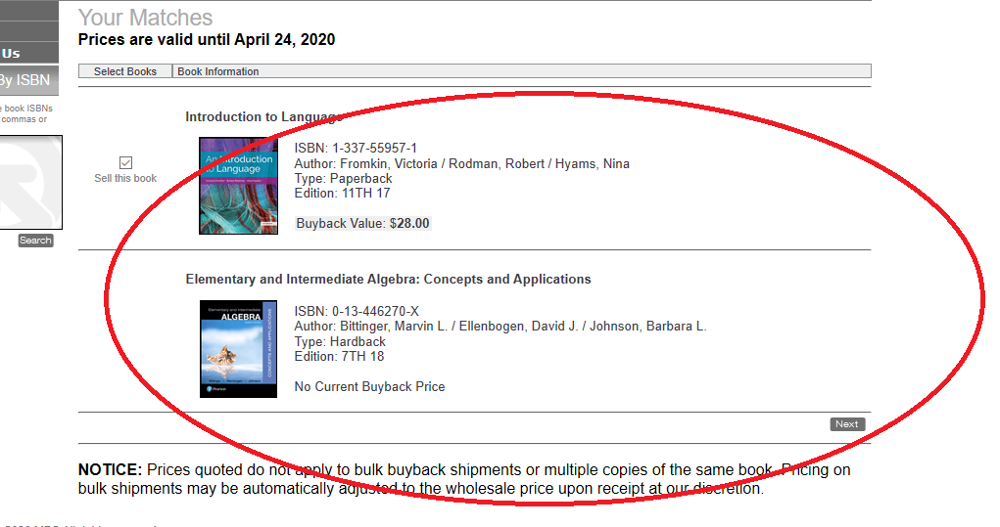 Your Matches
Prices are valid until April 24, 2020
Us
By ISBN
book ISBNs
commas or
Search
Select Books Book Information
Introduction to Language
Sell this book
An Introduction
to Language
ISBN: 1-337-55957-1
Author: Fromkin, Victoria / Rodman, Robert / Hyams, Nina
Type: Paperback
Edition: 11TH 17
Buyback Value: $28.00
Elementary and Intermediate Algebra: Concepts and Applications
Elementary and Intermediate
ALGEBRA
CONCEPTS AND APPLICATIONS
Pearson
ISBN: 0-13-446270-X
Author: Bittinger, Marvin L. / Ellenbogen, David J. / Johnson, Barbara L.
Type: Hardback
Edition: 7TH 18
No Current Buyback Price
Next
NOTICE: Prices quoted do not apply to bulk buyback shipments or multiple copies of the same book. Pricing on
bulk shipments may be automatically adjusted to the wholesale price upon receipt at our discretion.